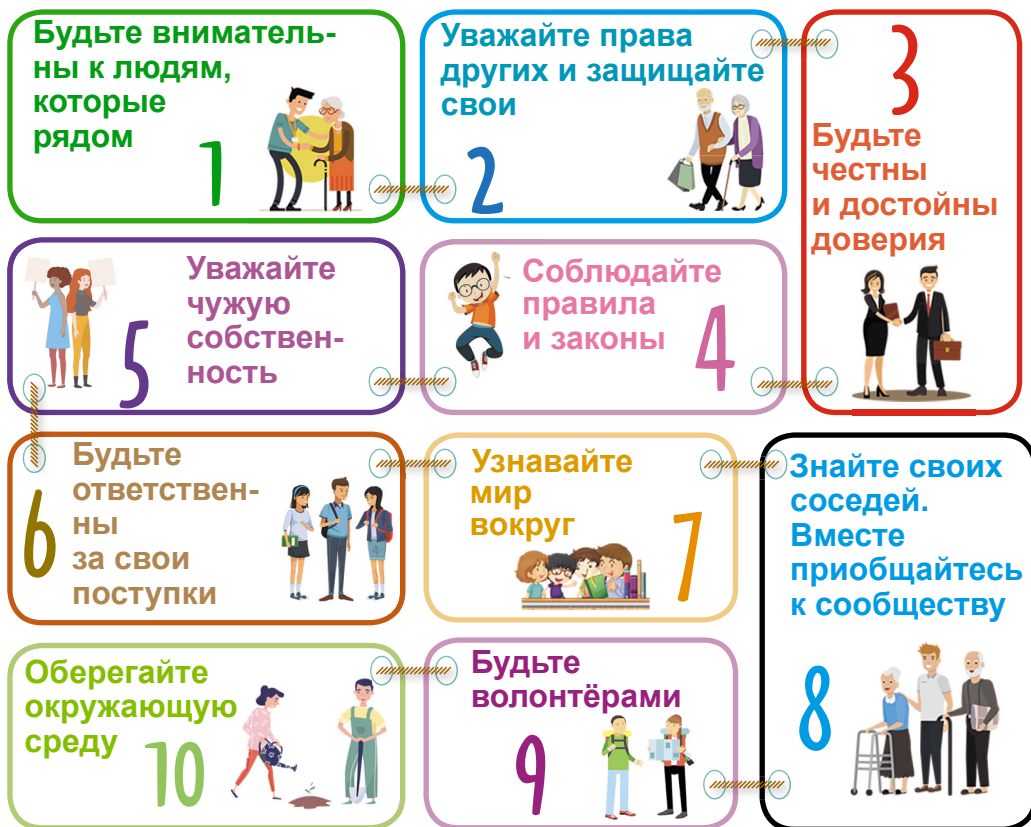 Будьте вниматель-
ны к людям,
которые
рядом
1
Уважайте права
других и защищайте
свои
2
3
Будьте
честны
и достойны
доверия
Соблюдайте
правила
и законы
4
Уважайте
чужую
собствен-
ность
5
Будьте
ответствен-
ны
за свои
поступки
6
Узнавайте
мир
вокруг
7
Знайте своих
соседей.
Вместе
приобщайтесь
к сообществу
8
Будьте
волонтёрами
9
Оберегайте
окружающую
среду
10